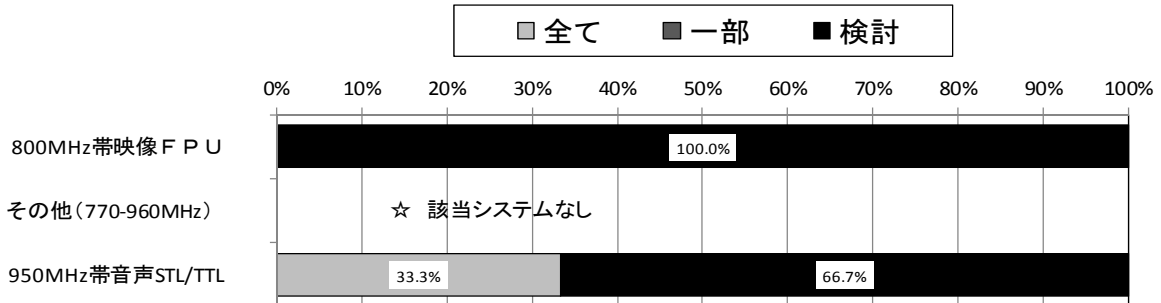 全て 一部 検討
0% 10% 20% 30% 40% 50% 60% 70% 80% 90% 100%
800MHz帯映像ＦＰＵ 100.0%
その他（770-960MHz） ☆ 該当システムなし
950MHz帯音声STL/TTL 33.3% 66.7%